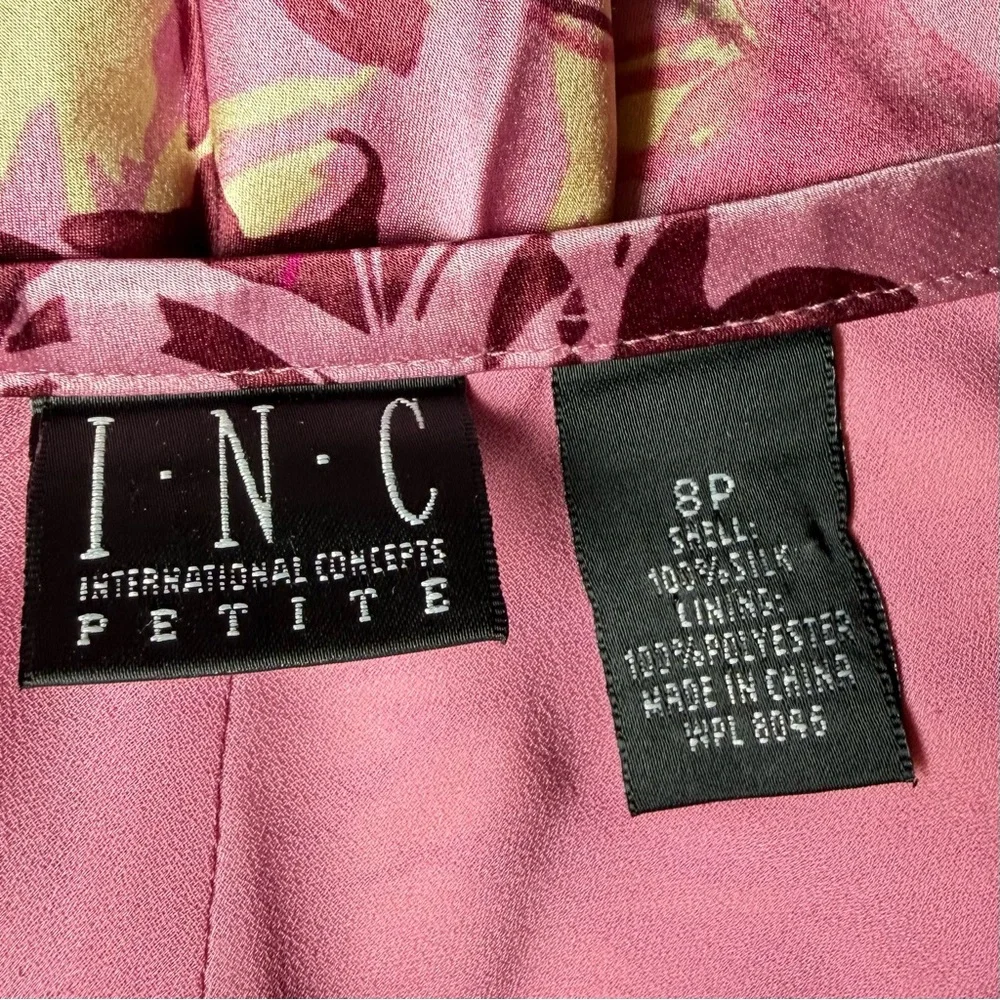 I·N·C
INTERNATIONAL CONCEPTS
PETITE
8P
SHELL:
100%SILK
LINING:
100%POLYESTER
MADE IN CHINA
WPL 8046